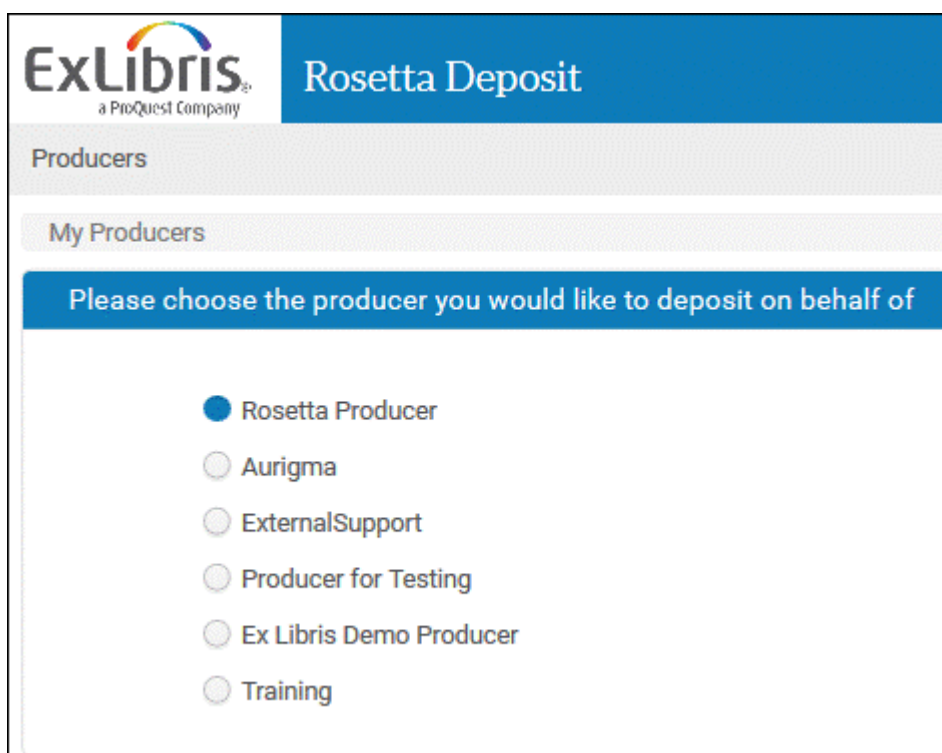 ExLibris®
a ProQuest Company
Rosetta Deposit
Producers
My Producers
Please choose the producer you would like to deposit on behalf of
Rosetta Producer
Aurigma
ExternalSupport
Producer for Testing
Ex Libris Demo Producer
Training